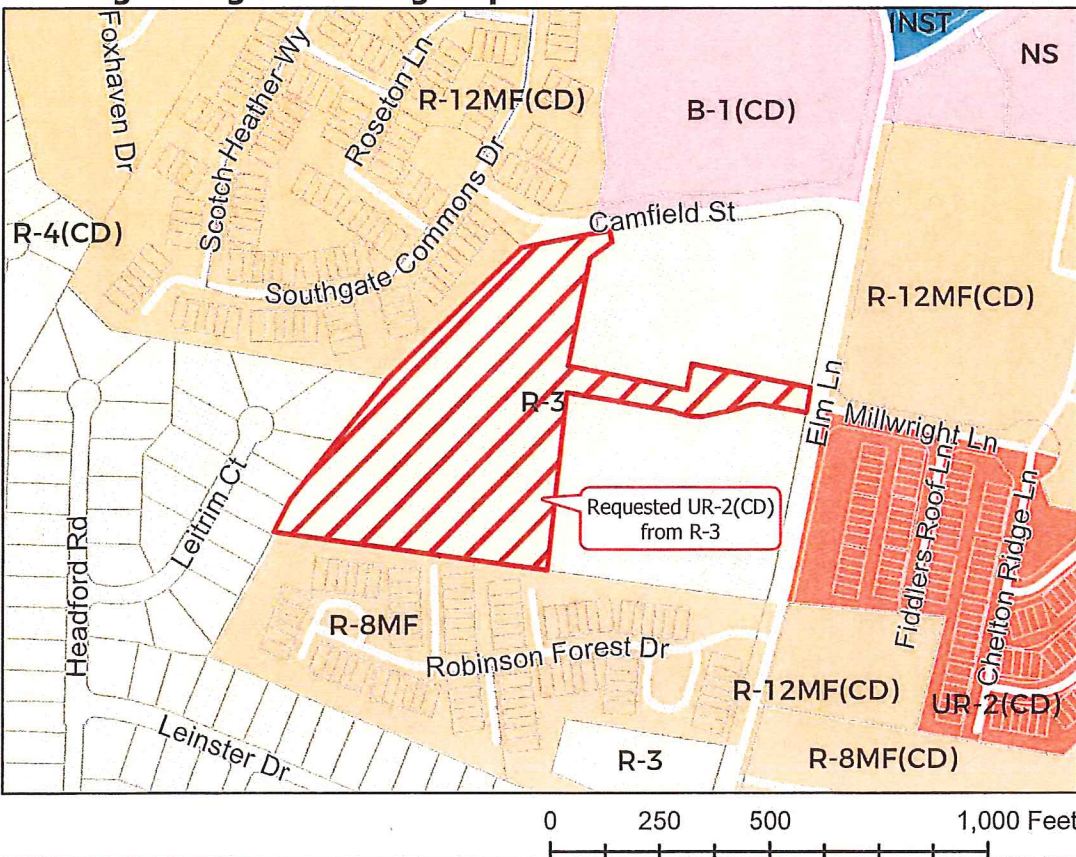 INST
NS
Foxhaven Dr
Scotch Heather Wy
Roseton Ln
R-12MF(CD)
B-1(CD)
Camfield St
R-4(CD)
Southgate Commons Dr
R-12MF(CD)
R-3
Elm Ln
Millwright Ln
Requested UR-2(CD)
from R-3
Leitrim Ct
Headford Rd
Fiddlers Roof Ln
Chelton Ridge Ln
R-8MF
Robinson Forest Dr
R-12MF(CD)
UR-2(CD)
Leinster Dr
R-3
R-8MF(CD)
0 250 500 1,000 Feet